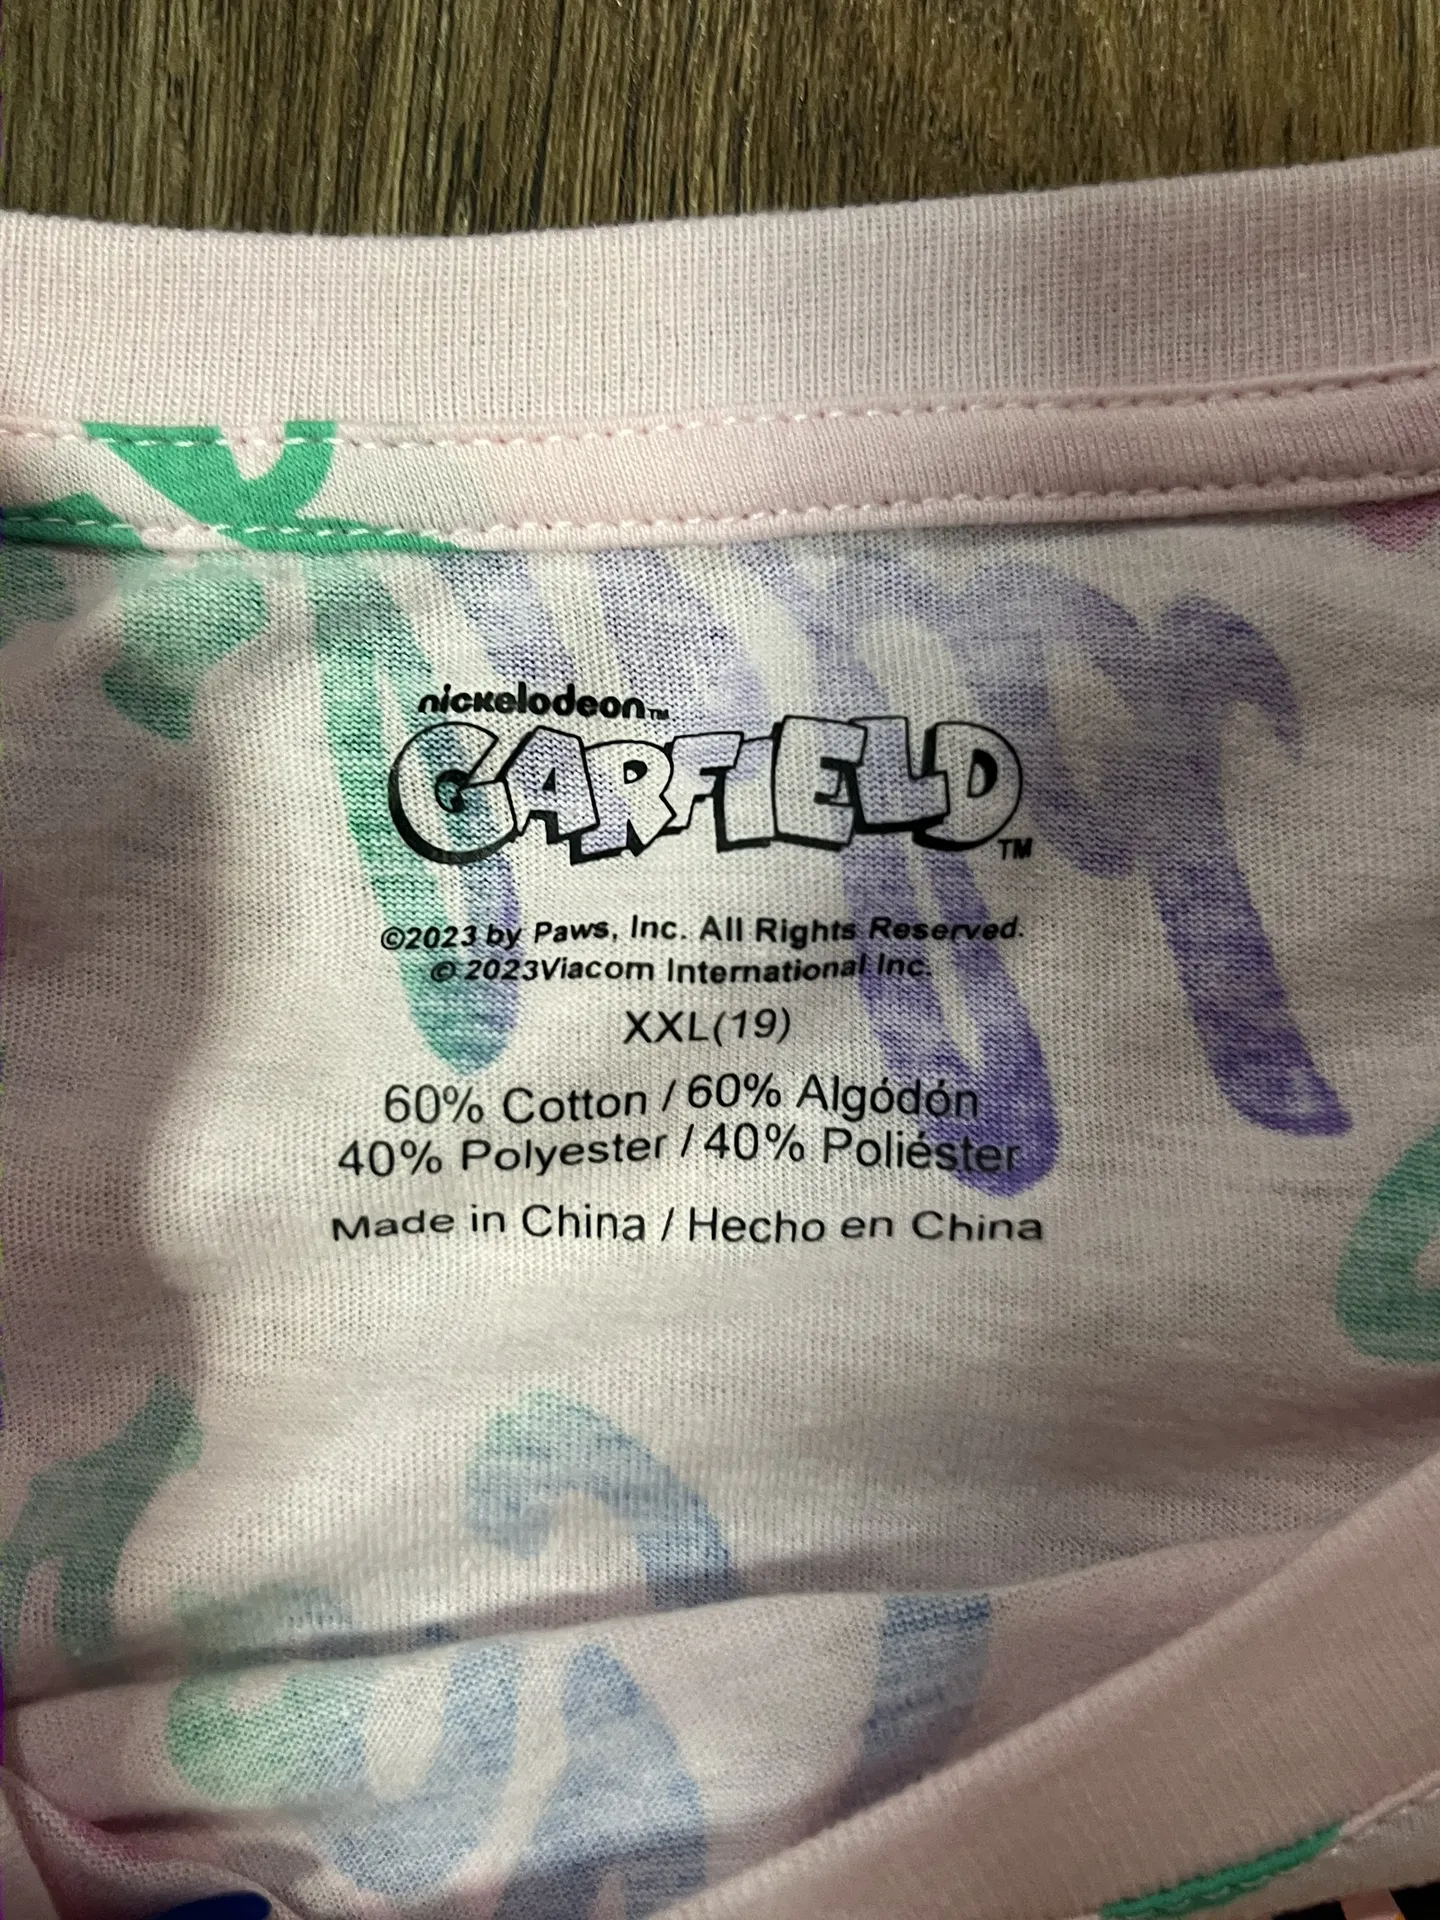 nickelodeon™
GARFIELD™
©2023 by Paws, Inc. All Rights Reserved.
© 2023Viacom International Inc.
XXL(19)
60% Cotton / 60% Algódón
40% Polyester / 40% Poliéster
Made in China / Hecho en China